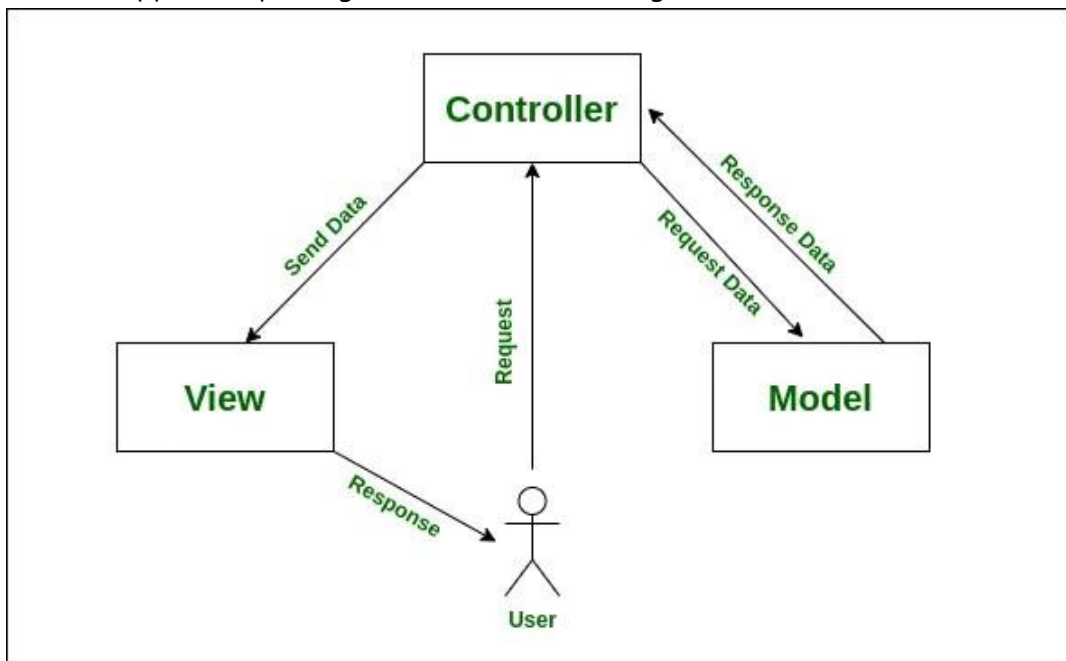 Controller
Send Data
Request
Request Data
Response Data
View
Model
Response
User